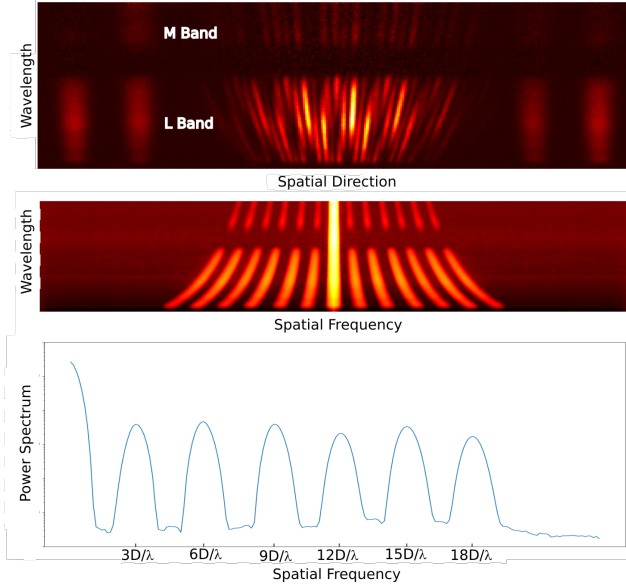 M Band
Wavelength
L Band
Spatial Direction
Wavelength
Spatial Frequency
Power Spectrum
3D/λ 6D/λ 9D/λ 12D/λ 15D/λ 18D/λ
Spatial Frequency